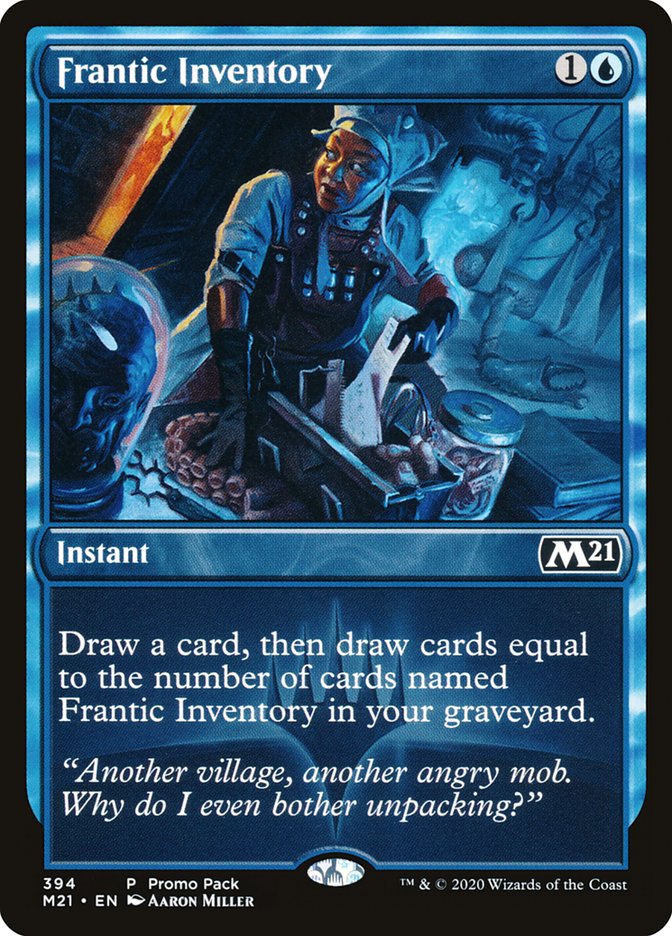 Frantic Inventory 1
Instant M21
Draw a card, then draw cards equal
to the number of cards named
Frantic Inventory in your graveyard.
“Another village, another angry mob.
Why do I even bother unpacking?”
394 P Promo Pack ™ & © 2020 Wizards of the Coast
M21 • EN Aaron Miller